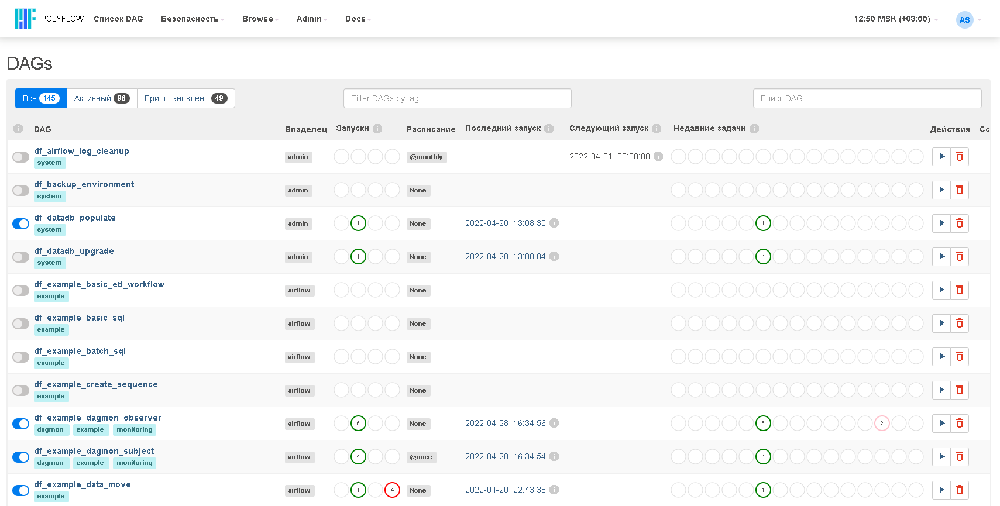 POLYFLOW Список DAG Безопасность Browse Admin Docs 12:50 MSK (+03:00) AS
DAGs
Все 145 Активный 96 Приостановлено 49 Filter DAGs by tag Поиск DAG
DAG Владелец Запуски Расписание Последний запуск Следующий запуск Недавние задачи Действия Сс
df_airflow_log_cleanup
system admin @monthly 2022-04-01, 03:00:00
df_backup_environment
system admin None
df_datadb_populate
system admin 1 None 2022-04-20, 13:08:30 1
df_datadb_upgrade
system admin 1 None 2022-04-20, 13:08:04 4
df_example_basic_etl_workflow
example airflow None
df_example_basic_sql
example airflow None
df_example_batch_sql
example airflow None
df_example_create_sequence
example airflow None
df_example_dagmon_observer
dagmon example monitoring airflow 6 None 2022-04-28, 16:34:56 6 2
df_example_dagmon_subject
dagmon example monitoring airflow 4 @once 2022-04-28, 16:34:54 4
df_example_data_move
example airflow 1 4 None 2022-04-20, 22:43:38 1